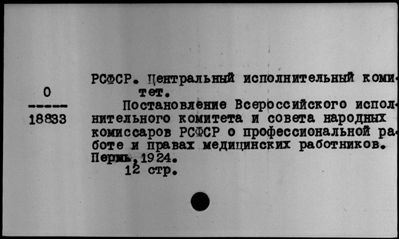 РСФСР. Центральный исполнительный коми-
тет.
0
-----
18833
Постановление Всероссийского испол-
нительного комитета и совета народных
комиссаров РСФСР о профессиональной ра-
боте и правах медицинских работников.
Пермь,1924.
12 стр.